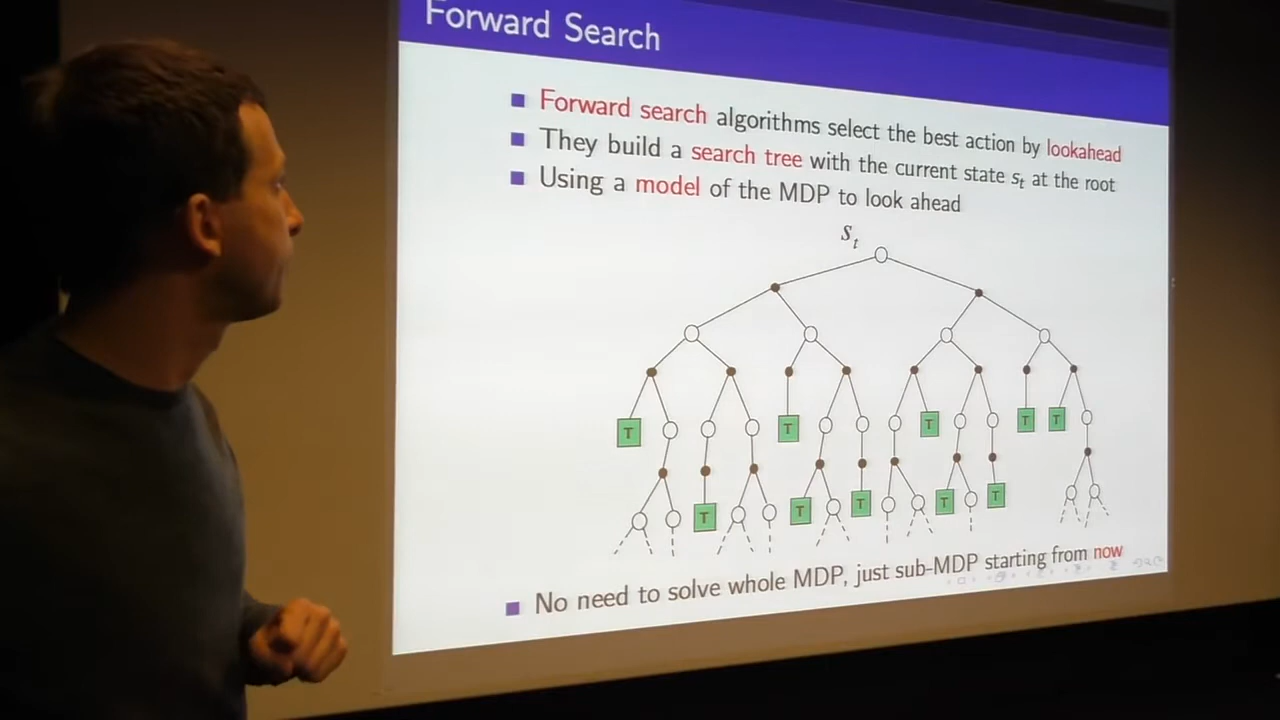 Forward Search
Forward search algorithms select the best action by lookahead
They build a search tree with the current state st at the root
Using a model of the MDP to look ahead
st
T
T
T
T
T
T
T
T
T
T
No need to solve whole MDP, just sub-MDP starting from now